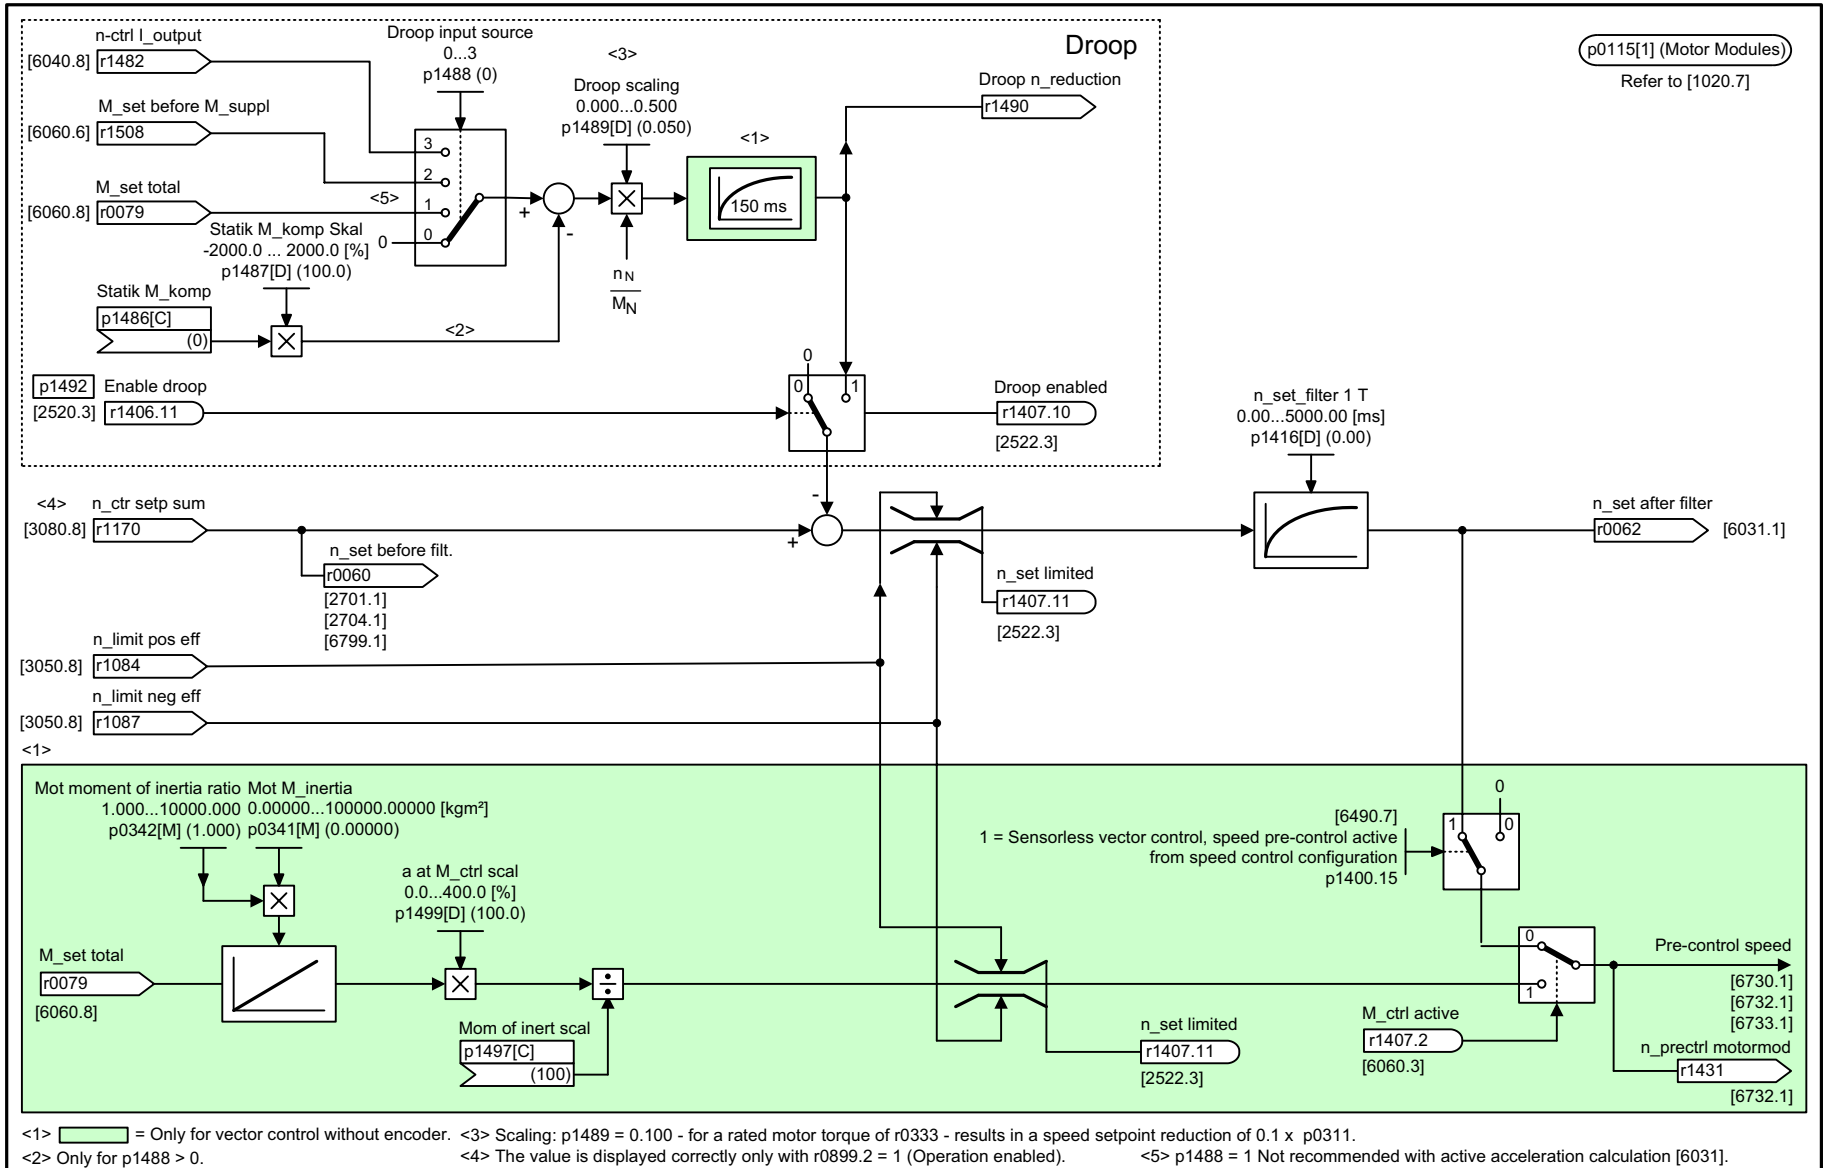 n-ctrl I_output
[6040.8] r1482
M_set before M_suppl
[6060.6] r1508
M_set total
[6060.8] r0079
Droop input source
0...3
p1488 (0)
3
2
<5>
1
0
0
Statik M_komp Skal
-2000.0 ... 2000.0 [%]
p1487[D] (100.0)
Statik M_komp
p1486[C]
(0)
<2>
+
-
<3>
Droop scaling
0.000...0.500
p1489[D] (0.050)
nN
MN
<1>
150 ms
Droop
Droop n_reduction
r1490
p0115[1] (Motor Modules)
Refer to [1020.7]
p1492
Enable droop
[2520.3] r1406.11
0
0
1
Droop enabled
r1407.10
[2522.3]
n_set_filter 1 T
0.00...5000.00 [ms]
p1416[D] (0.00)
<4>
n_ctr setp sum
[3080.8] r1170
-
+
n_set before filt.
r0060
[2701.1]
[2704.1]
[6799.1]
n_set limited
r1407.11
[2522.3]
n_set after filter
r0062 [6031.1]
n_limit pos eff
[3050.8] r1084
n_limit neg eff
[3050.8] r1087
<1>
Mot moment of inertia ratio
1.000...10000.000
p0342[M] (1.000)
Mot M_inertia
0.00000...100000.00000 [kgm²]
p0341[M] (0.00000)
a at M_ctrl scal
0.0...400.0 [%]
p1499[D] (100.0)
M_set total
r0079
[6060.8]
÷
Mom of inert scal
p1497[C]
(100)
n_set limited
r1407.11
[2522.3]
[6490.7]
1 = Sensorless vector control, speed pre-control active
from speed control configuration
p1400.15
0
1
0
0
1
M_ctrl active
r1407.2
[6060.3]
Pre-control speed
[6730.1]
[6732.1]
[6733.1]
n_prectrl motormod
r1431
[6732.1]
<1> = Only for vector control without encoder.
<3> Scaling: p1489 = 0.100 - for a rated motor torque of r0333 - results in a speed setpoint reduction of 0.1 x p0311.
<2> Only for p1488 > 0.
<4> The value is displayed correctly only with r0899.2 = 1 (Operation enabled).
<5> p1488 = 1 Not recommended with active acceleration calculation [6031].